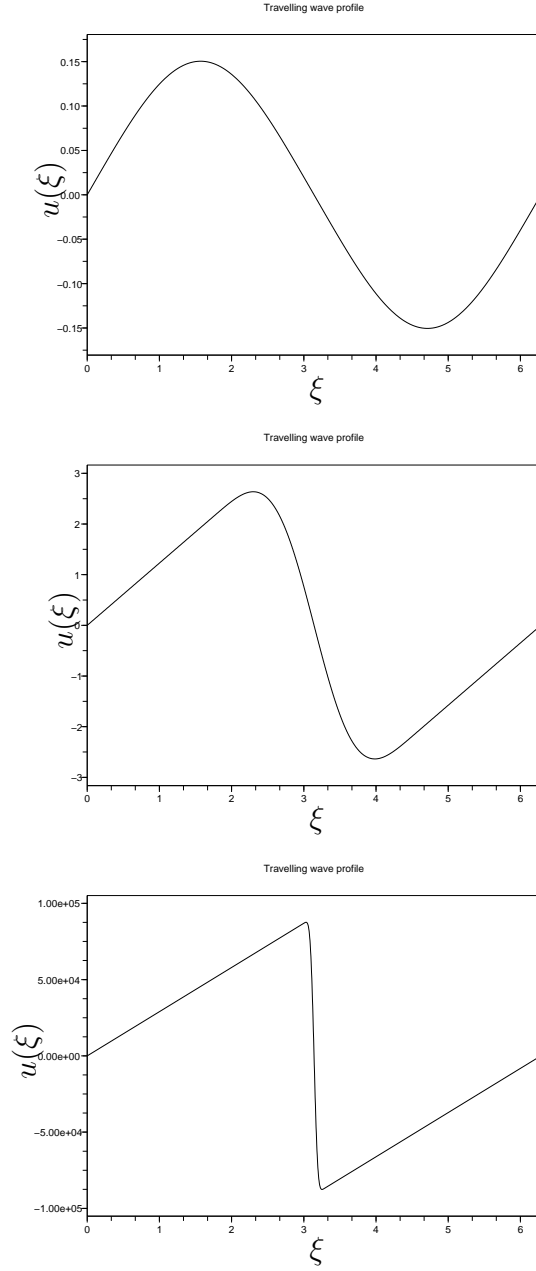 Travelling wave profile
0.15
0.10
0.05
0.00
−0.05
−0.10
−0.15
u(ξ)
0 1 2 3 4 5 6
ξ
Travelling wave profile
3
2
1
0
−1
−2
−3
u(ξ)
0 1 2 3 4 5 6
ξ
Travelling wave profile
1.00e+05
5.00e+04
0.00e+00
−5.00e+04
−1.00e+05
u(ξ)
0 1 2 3 4 5 6
ξ